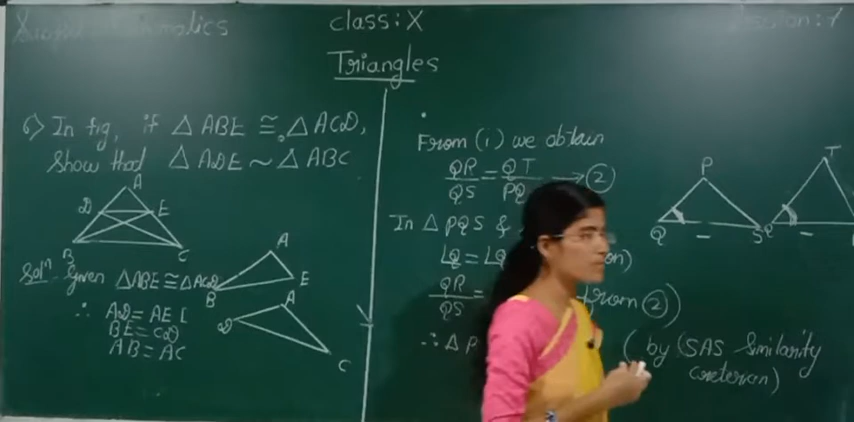 class: X
Triangles
6) In fig, if △ ABE ≅ △ ACD,
Show that △ ADE ~ △ ABC
A
D E
B C
Solⁿ Given △ABE ≅ △ACD
∴ AD = AE
BE = CD
AB = AC
A
B E
A
D
C
From (1) we obtain
QR/QS = QT/PQ → ②
In △ PQS &
∠Q = ∠Q
QR/QS = from ②)
∴ △ P (by (SAS Similarity
creterian)
P
Q S
T
Q